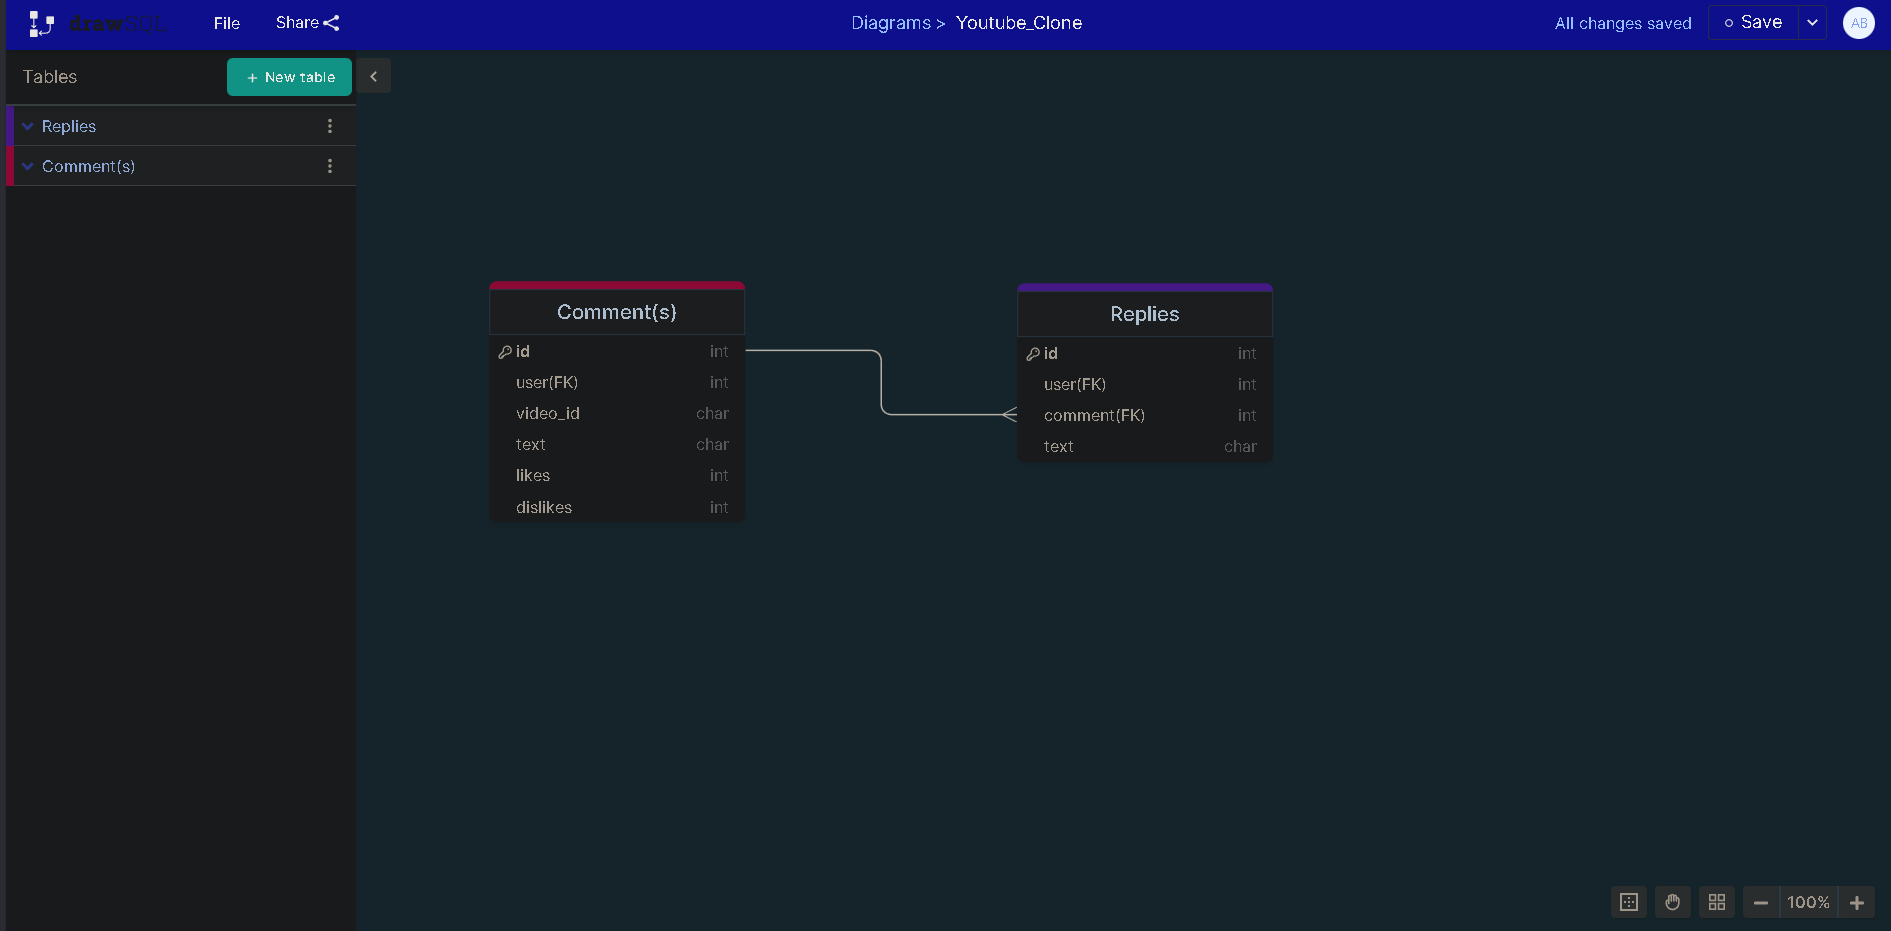 drawSQL File Share Diagrams > Youtube_Clone All changes saved Save AB
Tables + New table
Replies
Comment(s)
Comment(s)
id int
user(FK) int
video_id char
text char
likes int
dislikes int
Replies
id int
user(FK) int
comment(FK) int
text char
100%